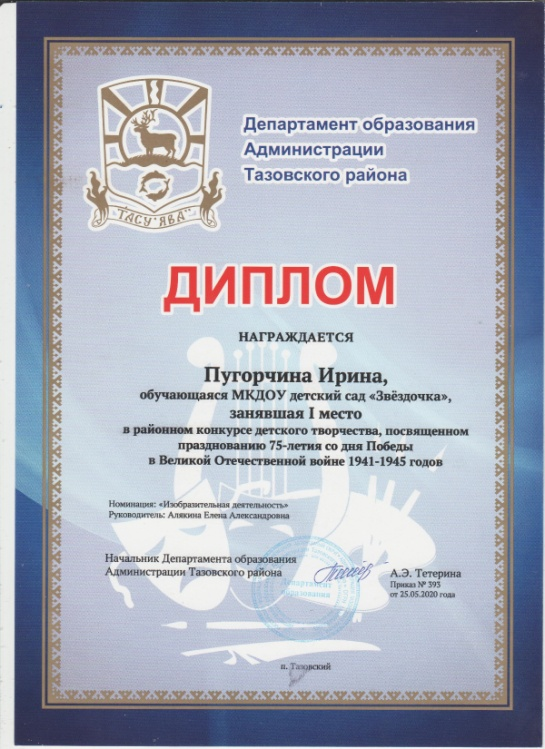 Департамент образования
Администрации
Тазовского района
"ТАСУ'ЯВА"
ДИПЛОМ
НАГРАЖДАЕТСЯ
Пугорчина Ирина,
обучающаяся МКДОУ детский сад «Звёздочка»,
занявшая I место
в районном конкурсе детского творчества, посвященном
празднованию 75-летия со дня Победы
в Великой Отечественной войне 1941-1945 годов
Номинация: «Изобразительная деятельность»
Руководитель: Алякина Елена Александровна
Начальник Департамента образования
Администрации Тазовского района
А.Э. Тетерина
Приказ № 393
от 25.05.2020 года
Департамент
образования
п. Тазовский